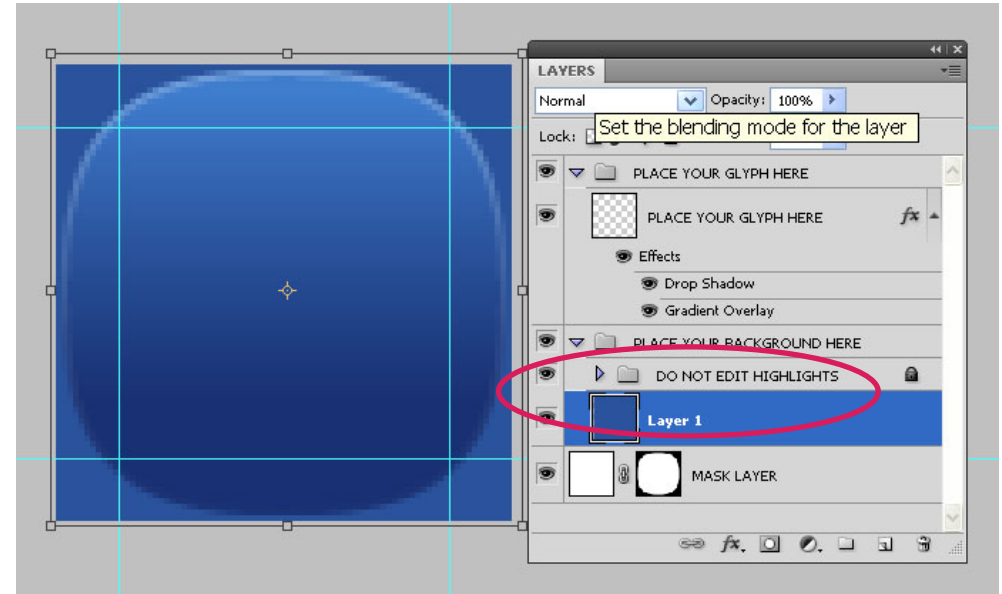 LAYERS
Normal Opacity: 100%
Set the blending mode for the layer
Lock:
PLACE YOUR GLYPH HERE
PLACE YOUR GLYPH HERE fx
Effects
Drop Shadow
Gradient Overlay
PLACE YOUR BACKGROUND HERE
DO NOT EDIT HIGHLIGHTS
Layer 1
MASK LAYER
fx.